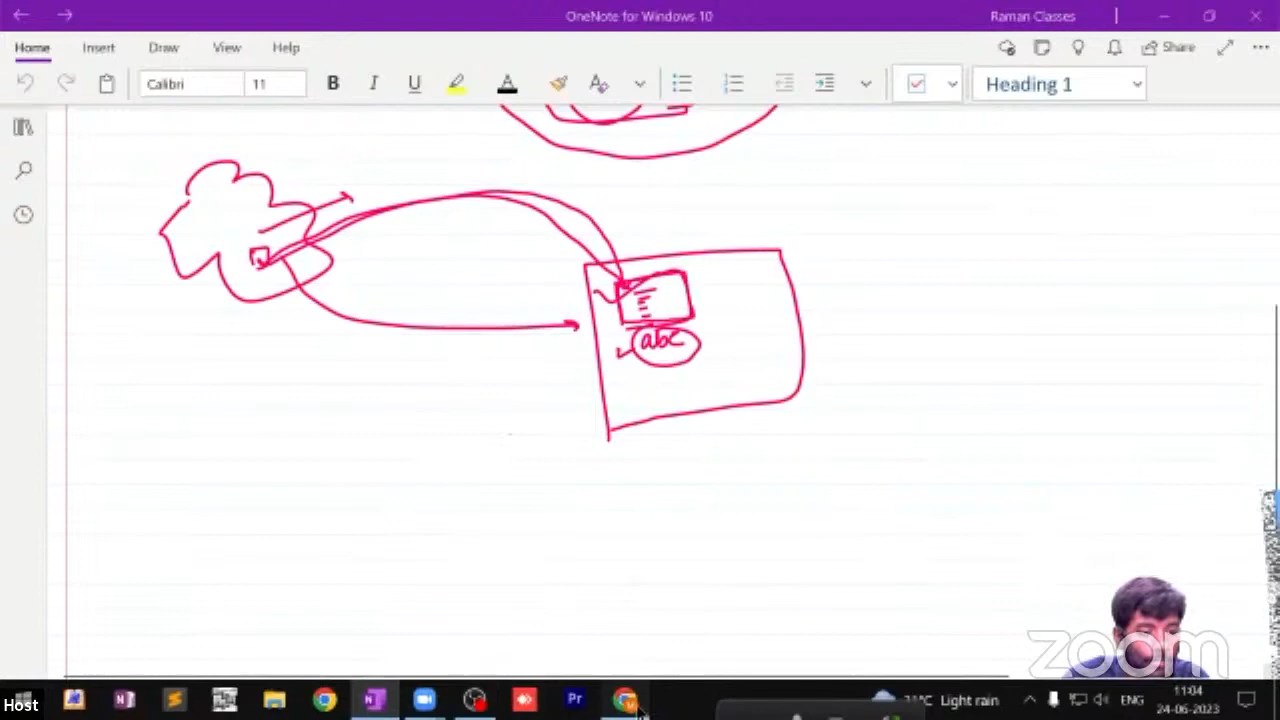 OneNote for Windows 10
Raman Classes
Home Insert Draw View Help
Share
Calibri 11 B I U A A Heading 1
abc
zoom
Host
Pr
Light rain
ENG
11:04
24-06-2023